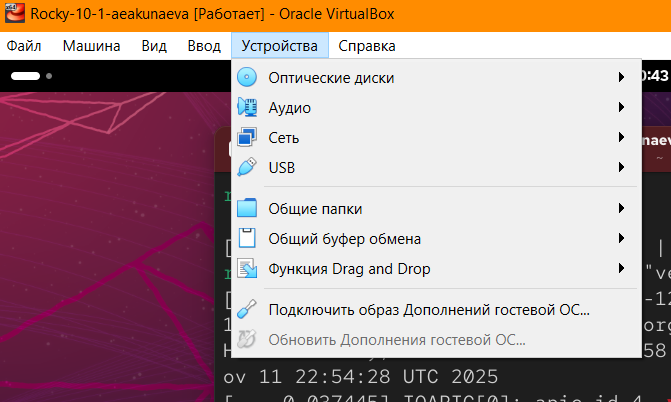 Rocky-10-1-aeakunaeva [Работает] - Oracle VirtualBox
Файл Машина Вид Ввод Устройства Справка
0:43
Оптические диски
Аудио
Сеть
USB
Общие папки
Общий буфер обмена
Функция Drag and Drop
Подключить образ Дополнений гостевой ОС...
Обновить Дополнения гостевой ОС...
ov 11 22:54:28 UTC 2025